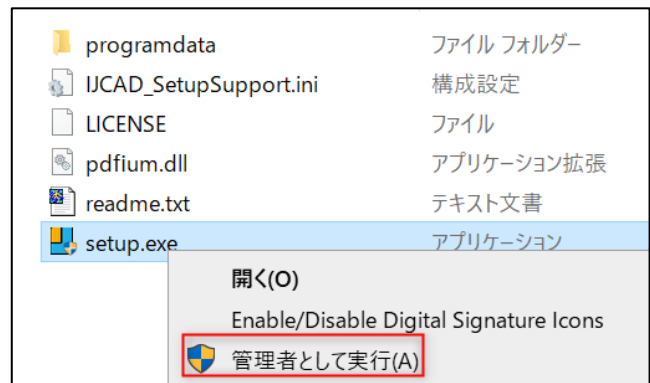 programdata ファイル フォルダー
IJCAD_SetupSupport.ini 構成設定
LICENSE ファイル
pdfium.dll アプリケーション拡張
readme.txt テキスト文書
setup.exe アプリケーション
開く(O)
Enable/Disable Digital Signature Icons
管理者として実行(A)